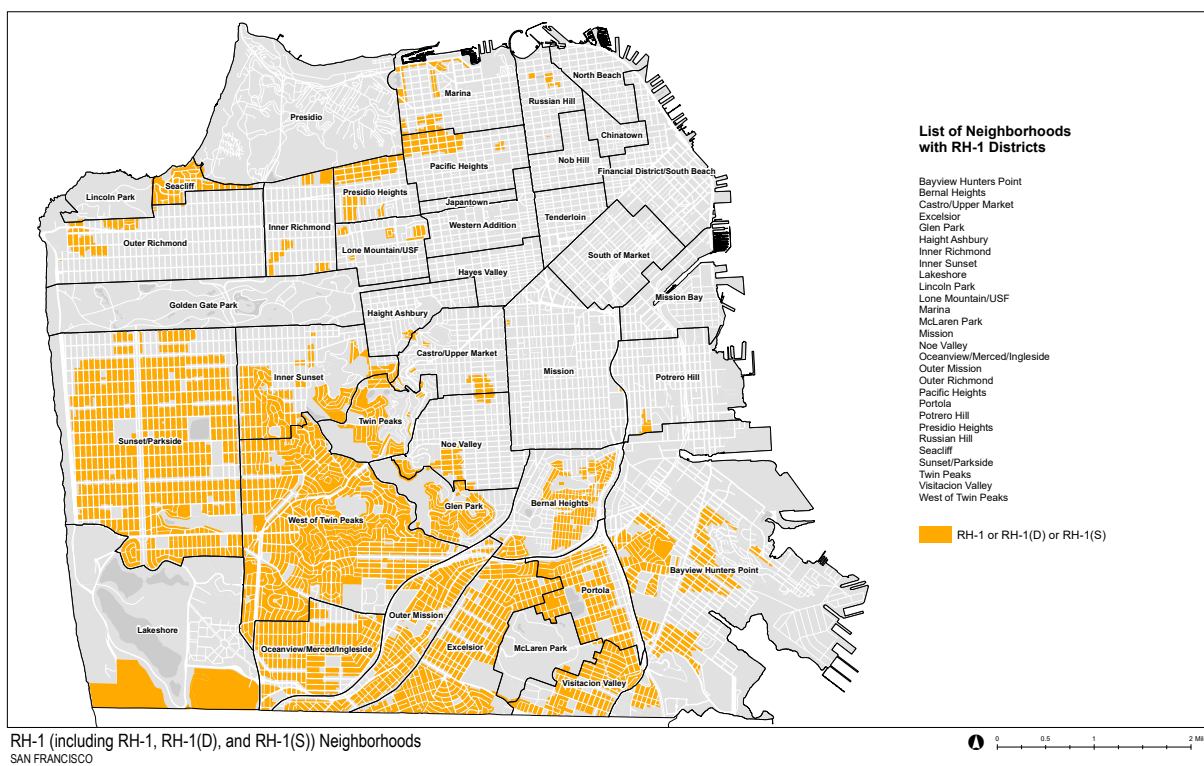 North Beach
Marina
Russian Hill
Presidio
Chinatown
Nob Hill
Pacific Heights
Financial District/South Beach
Seacliff
Presidio Heights
Lincoln Park
Japantown
Tenderloin
Western Addition
Inner Richmond
Outer Richmond
Lone Mountain/USF
South of Market
Hayes Valley
Mission Bay
Golden Gate Park
Haight Ashbury
Castro/Upper Market
Mission
Inner Sunset
Potrero Hill
Twin Peaks
Sunset/Parkside
Noe Valley
Bernal Heights
Glen Park
West of Twin Peaks
Bayview Hunters Point
Portola
Outer Mission
Lakeshore
Oceanview/Merced/Ingleside
Excelsior
McLaren Park
Visitacion Valley
List of Neighborhoods
with RH-1 Districts
Bayview Hunters Point
Bernal Heights
Castro/Upper Market
Excelsior
Glen Park
Haight Ashbury
Inner Richmond
Inner Sunset
Lakeshore
Lincoln Park
Lone Mountain/USF
Marina
McLaren Park
Mission
Noe Valley
Oceanview/Merced/Ingleside
Outer Mission
Outer Richmond
Pacific Heights
Portola
Potrero Hill
Presidio Heights
Russian Hill
Seacliff
Sunset/Parkside
Twin Peaks
Visitacion Valley
West of Twin Peaks
RH-1 or RH-1(D) or RH-1(S)
RH-1 (including RH-1, RH-1(D), and RH-1(S)) Neighborhoods
SAN FRANCISCO
0 0.5 1 2 Mil